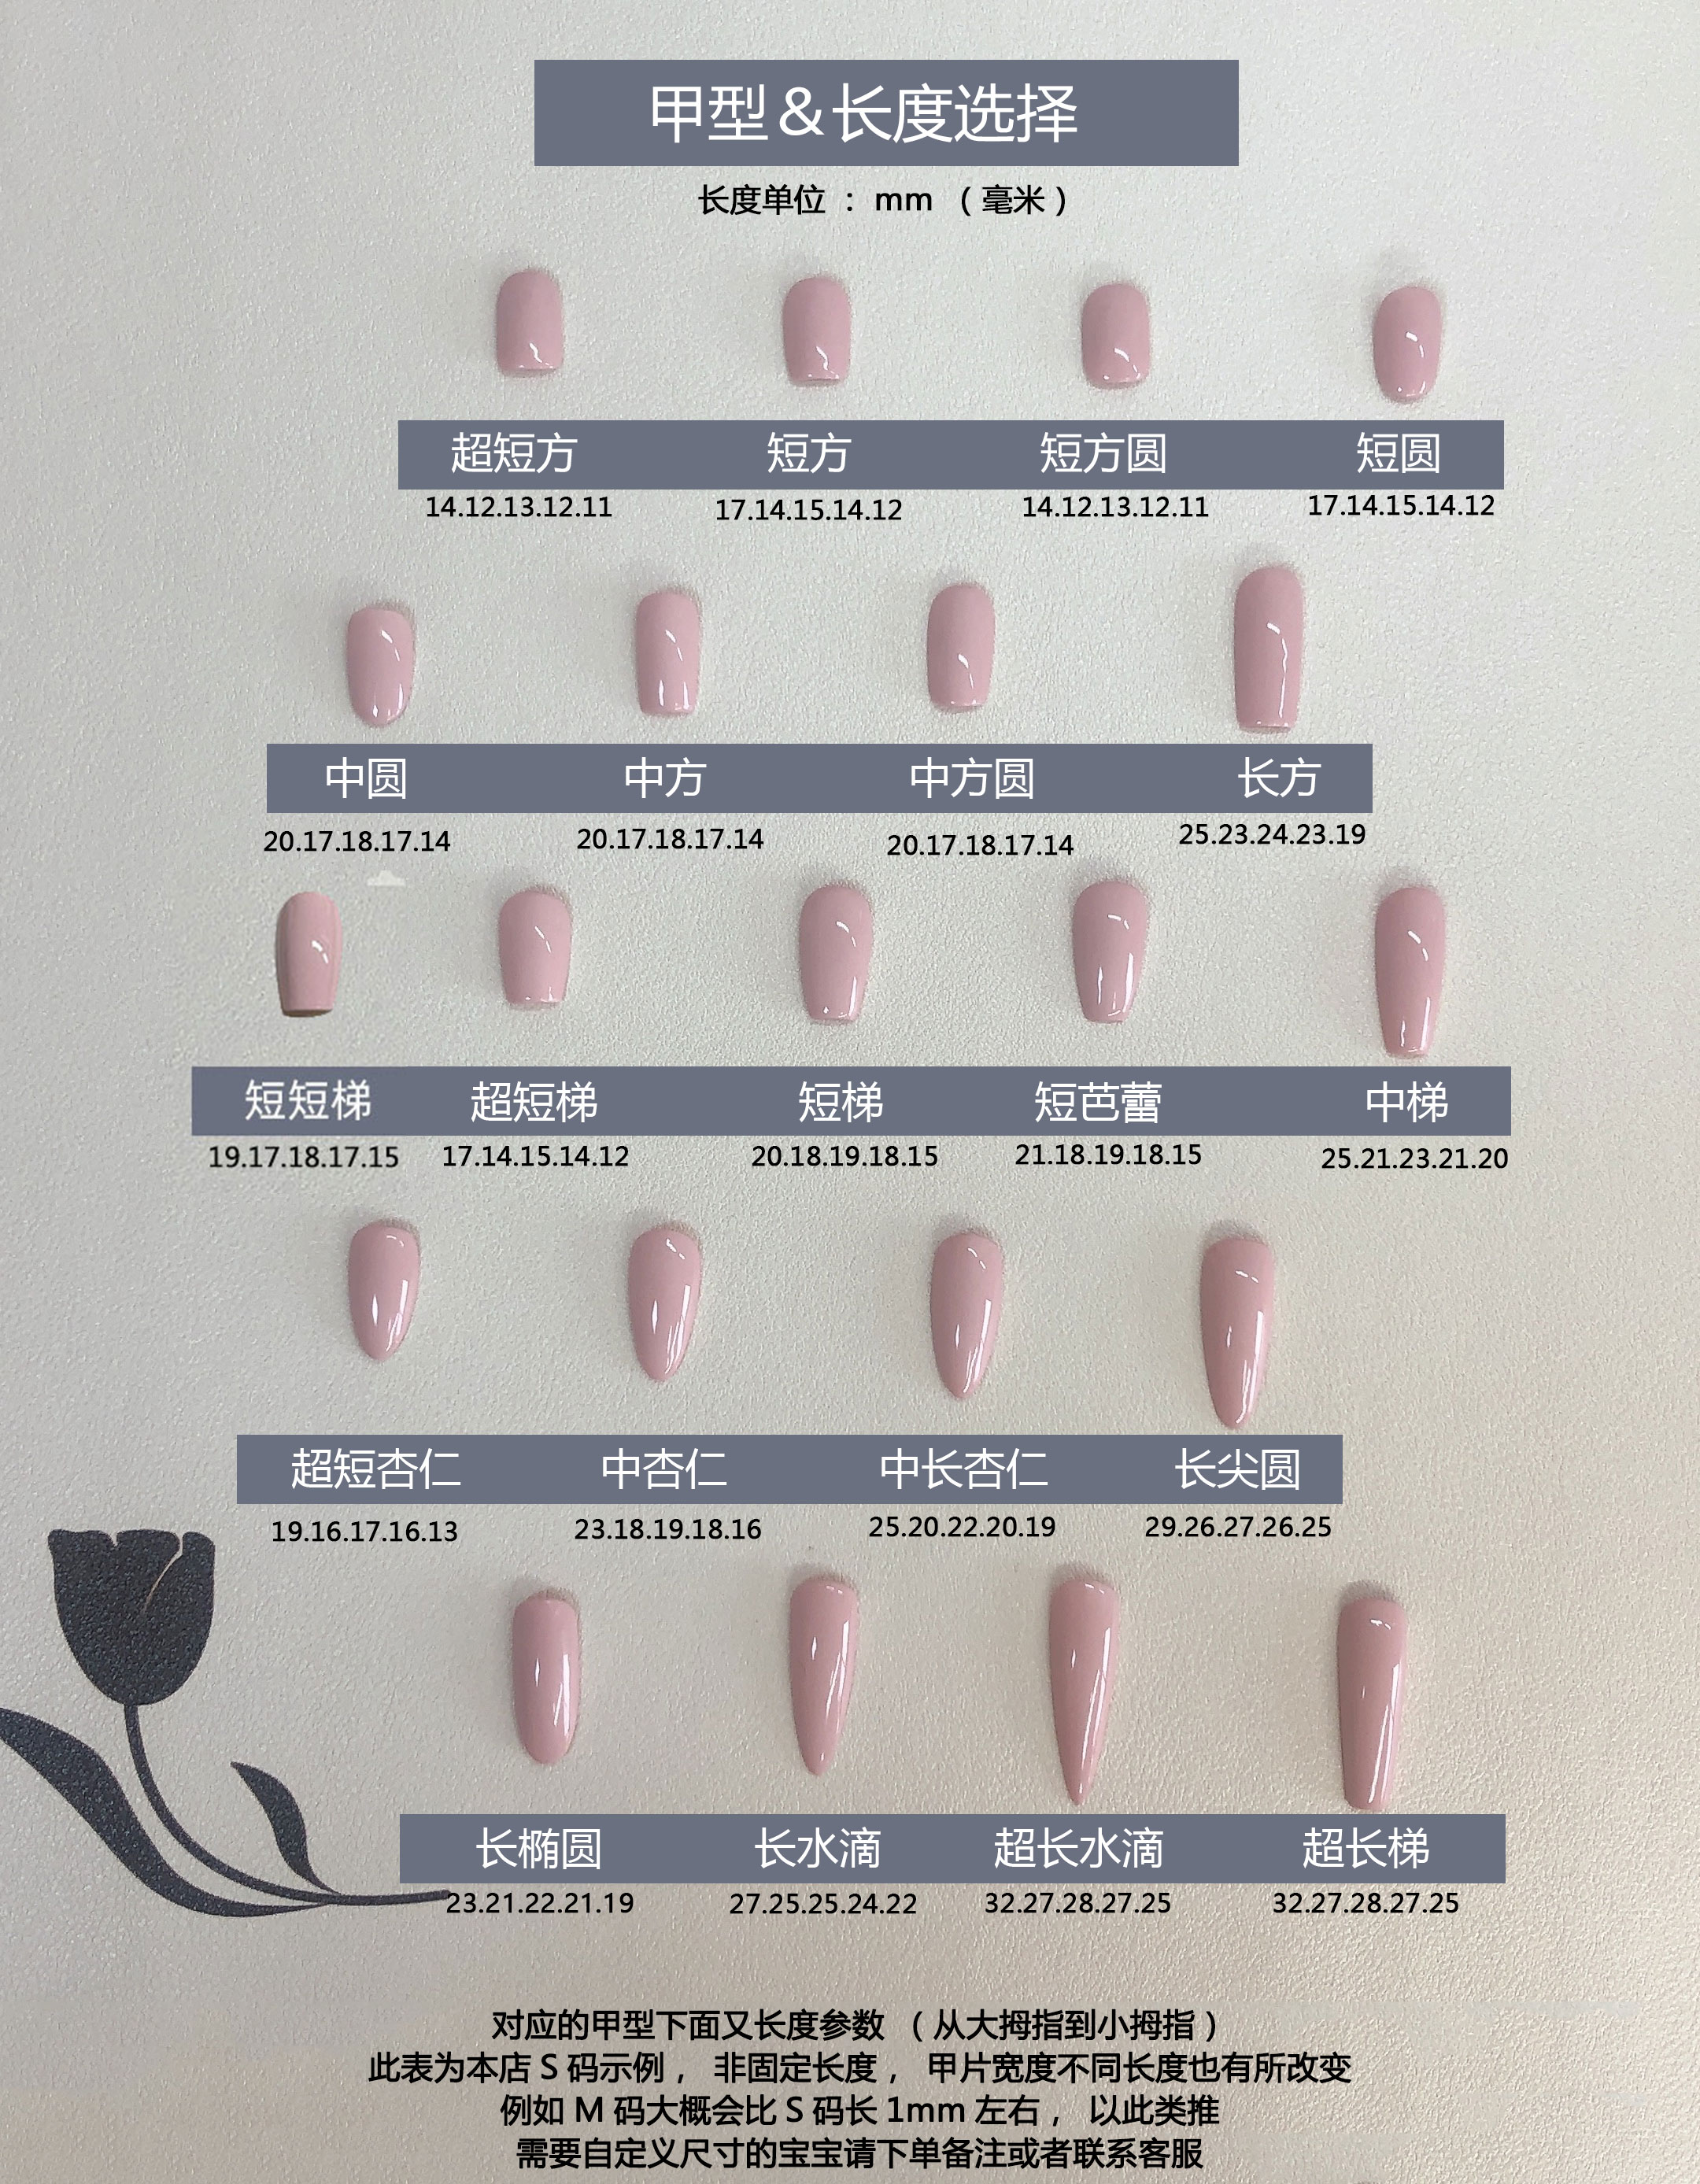 甲型&长度选择
长度单位 ： mm （毫米）
超短方 短方 短方圆 短圆
14.12.13.12.11 17.14.15.14.12 14.12.13.12.11 17.14.15.14.12
中圆 中方 中方圆 长方
20.17.18.17.14 20.17.18.17.14 20.17.18.17.14 25.23.24.23.19
短短梯 超短梯 短梯 短芭蕾 中梯
19.17.18.17.15 17.14.15.14.12 20.18.19.18.15 21.18.19.18.15 25.21.23.21.20
超短杏仁 中杏仁 中长杏仁 长尖圆
19.16.17.16.13 23.18.19.18.16 25.20.22.20.19 29.26.27.26.25
长椭圆 长水滴 超长水滴 超长梯
23.21.22.21.19 27.25.25.24.22 32.27.28.27.25 32.27.28.27.25
对应的甲型下面又长度参数 （从大拇指到小拇指）
此表为本店 S 码示例， 非固定长度， 甲片宽度不同长度也有所改变
例如 M 码大概会比 S 码长 1mm 左右， 以此类推
需要自定义尺寸的宝宝请下单备注或者联系客服